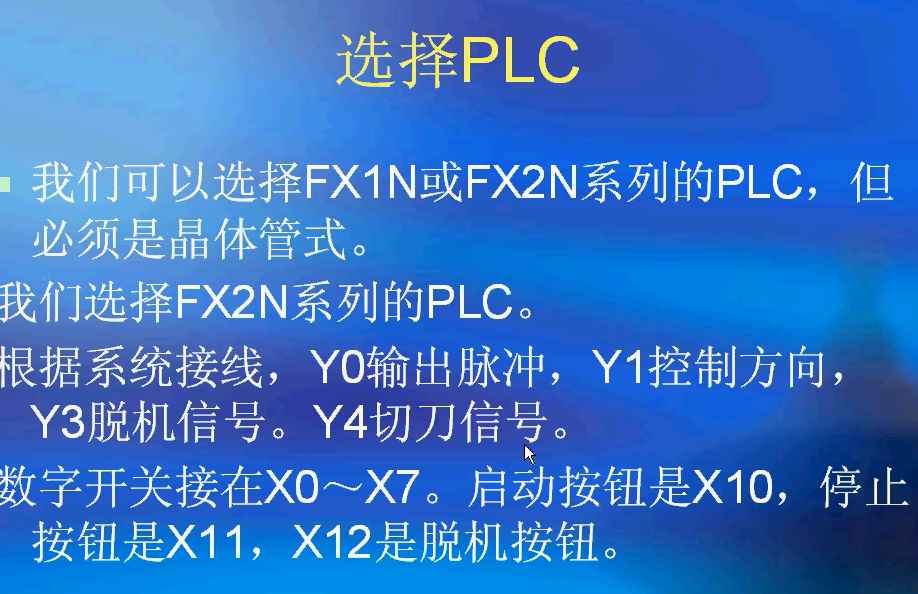 选择PLC
我们可以选择FX1N或FX2N系列的PLC，但
必须是晶体管式。
我们选择FX2N系列的PLC。
根据系统接线，Y0输出脉冲，Y1控制方向，
Y3脱机信号。Y4切刀信号。
数字开关接在X0～X7。启动按钮是X10，停止
按钮是X11，X12是脱机按钮。